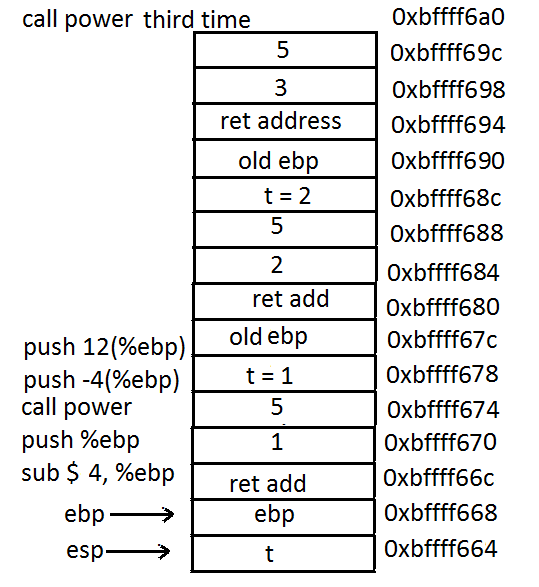 call power third time 0xbffff6a0
5 0xbffff69c
3 0xbffff698
ret address 0xbffff694
old ebp 0xbffff690
t = 2 0xbffff68c
5 0xbffff688
2 0xbffff684
ret add 0xbffff680
push 12(%ebp) old ebp 0xbffff67c
push -4(%ebp) t = 1 0xbffff678
call power 5 0xbffff674
push %ebp 1 0xbffff670
sub $ 4, %ebp ret add 0xbffff66c
ebp ebp 0xbffff668
esp t 0xbffff664